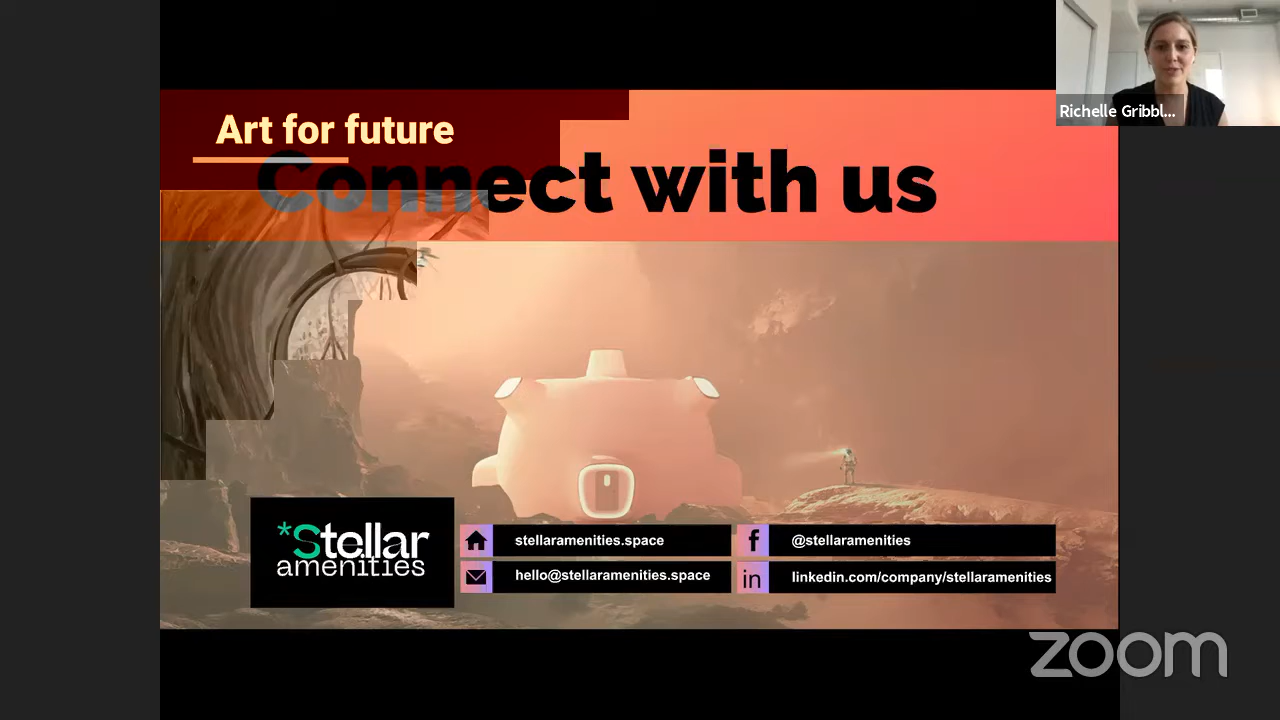 Richelle Gribbl...
Art for future
Connect with us
*Stellar
amenities
stellaramenities.space
@stellaramenities
hello@stellaramenities.space
in
linkedin.com/company/stellaramenities
zoom